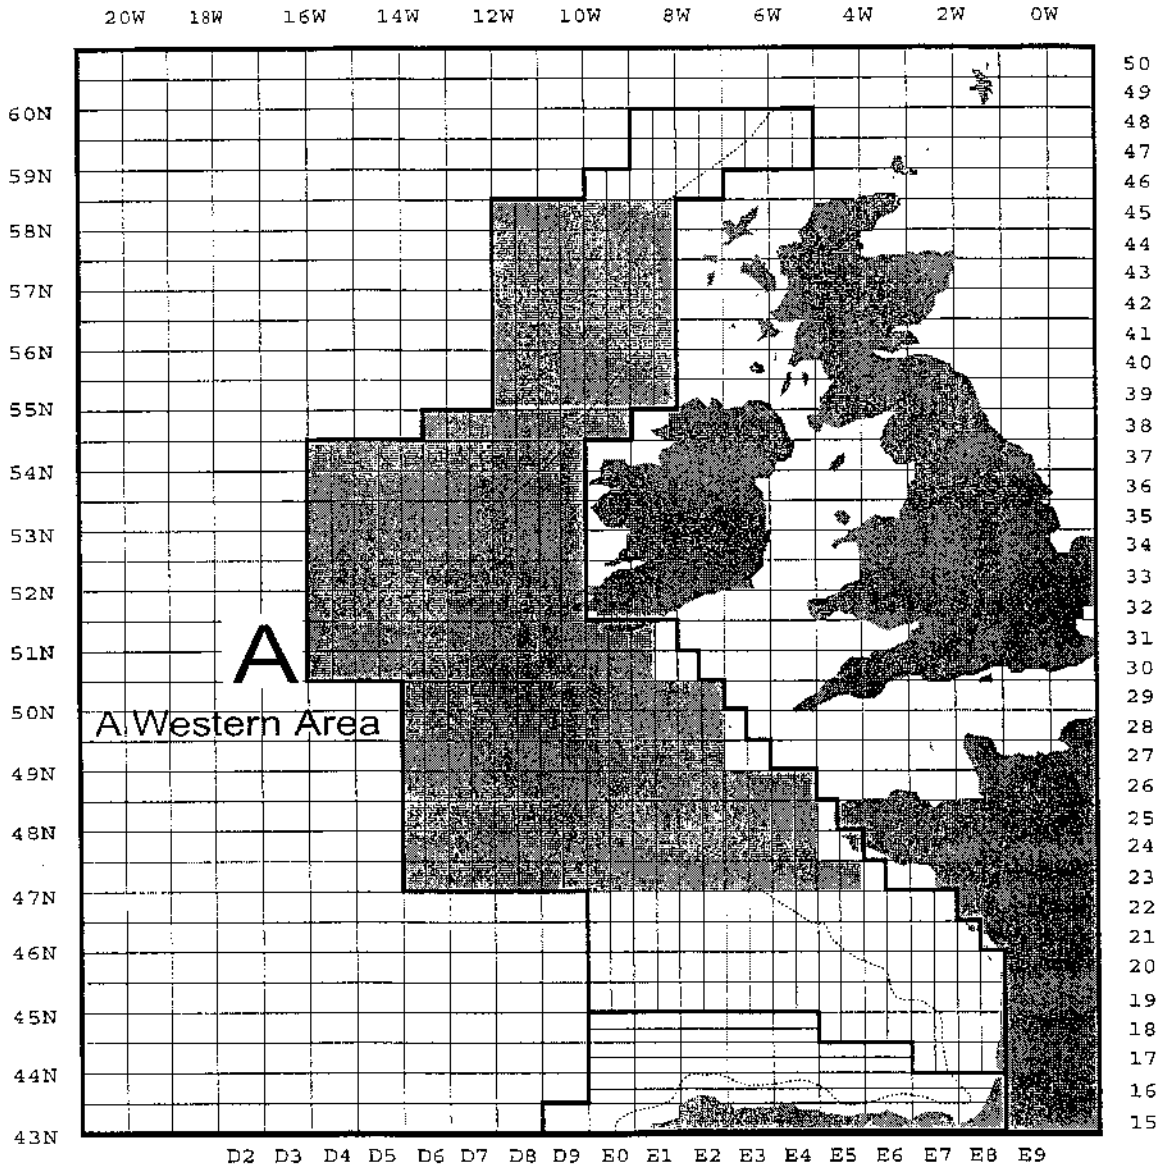 20W 18W 16W 14W 12W 10W 8W 6W 4W 2W 0W
50
49
60N 48
47
59N 46
45
58N 44
43
57N 42
41
56N 40
39
55N 38
37
54N 36
35
53N 34
33
52N 32
A 31
51N 30
29
50N A.Western Area 28
27
49N 26
25
48N 24
23
47N 22
21
46N 20
19
45N 18
17
44N 16
15
43N
D2 D3 D4 D5 D6 D7 D8 D9 E0 E1 E2 E3 E4 E5 E6 E7 E8 E9